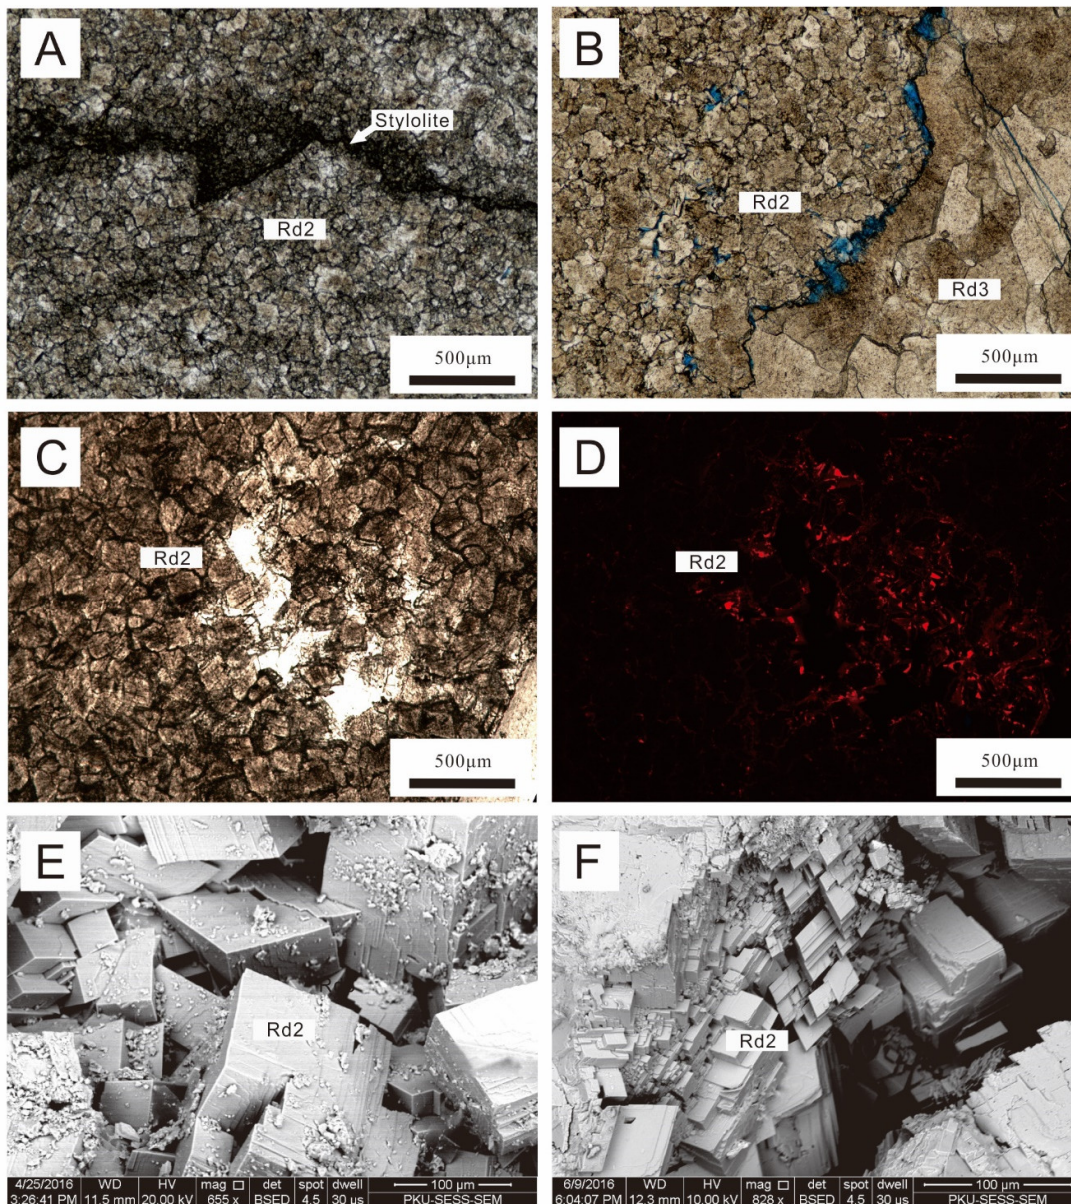 A
Stylolite
Rd2
500μm
B
Rd2
Rd3
500μm
C
Rd2
500μm
D
Rd2
500μm
E
Rd2
4/25/2016 WD HV mag □ det spot dwell 100 μm
3:26:41 PM 11.5 mm 20.00 kV 655 x BSED 4.5 30 μs PKU-SESS-SEM
F
Rd2
6/9/2016 WD HV mag □ det spot dwell 100 μm
6:04:07 PM 12.3 mm 10.00 kV 828 x BSED 4.5 30 μs PKU-SESS-SEM